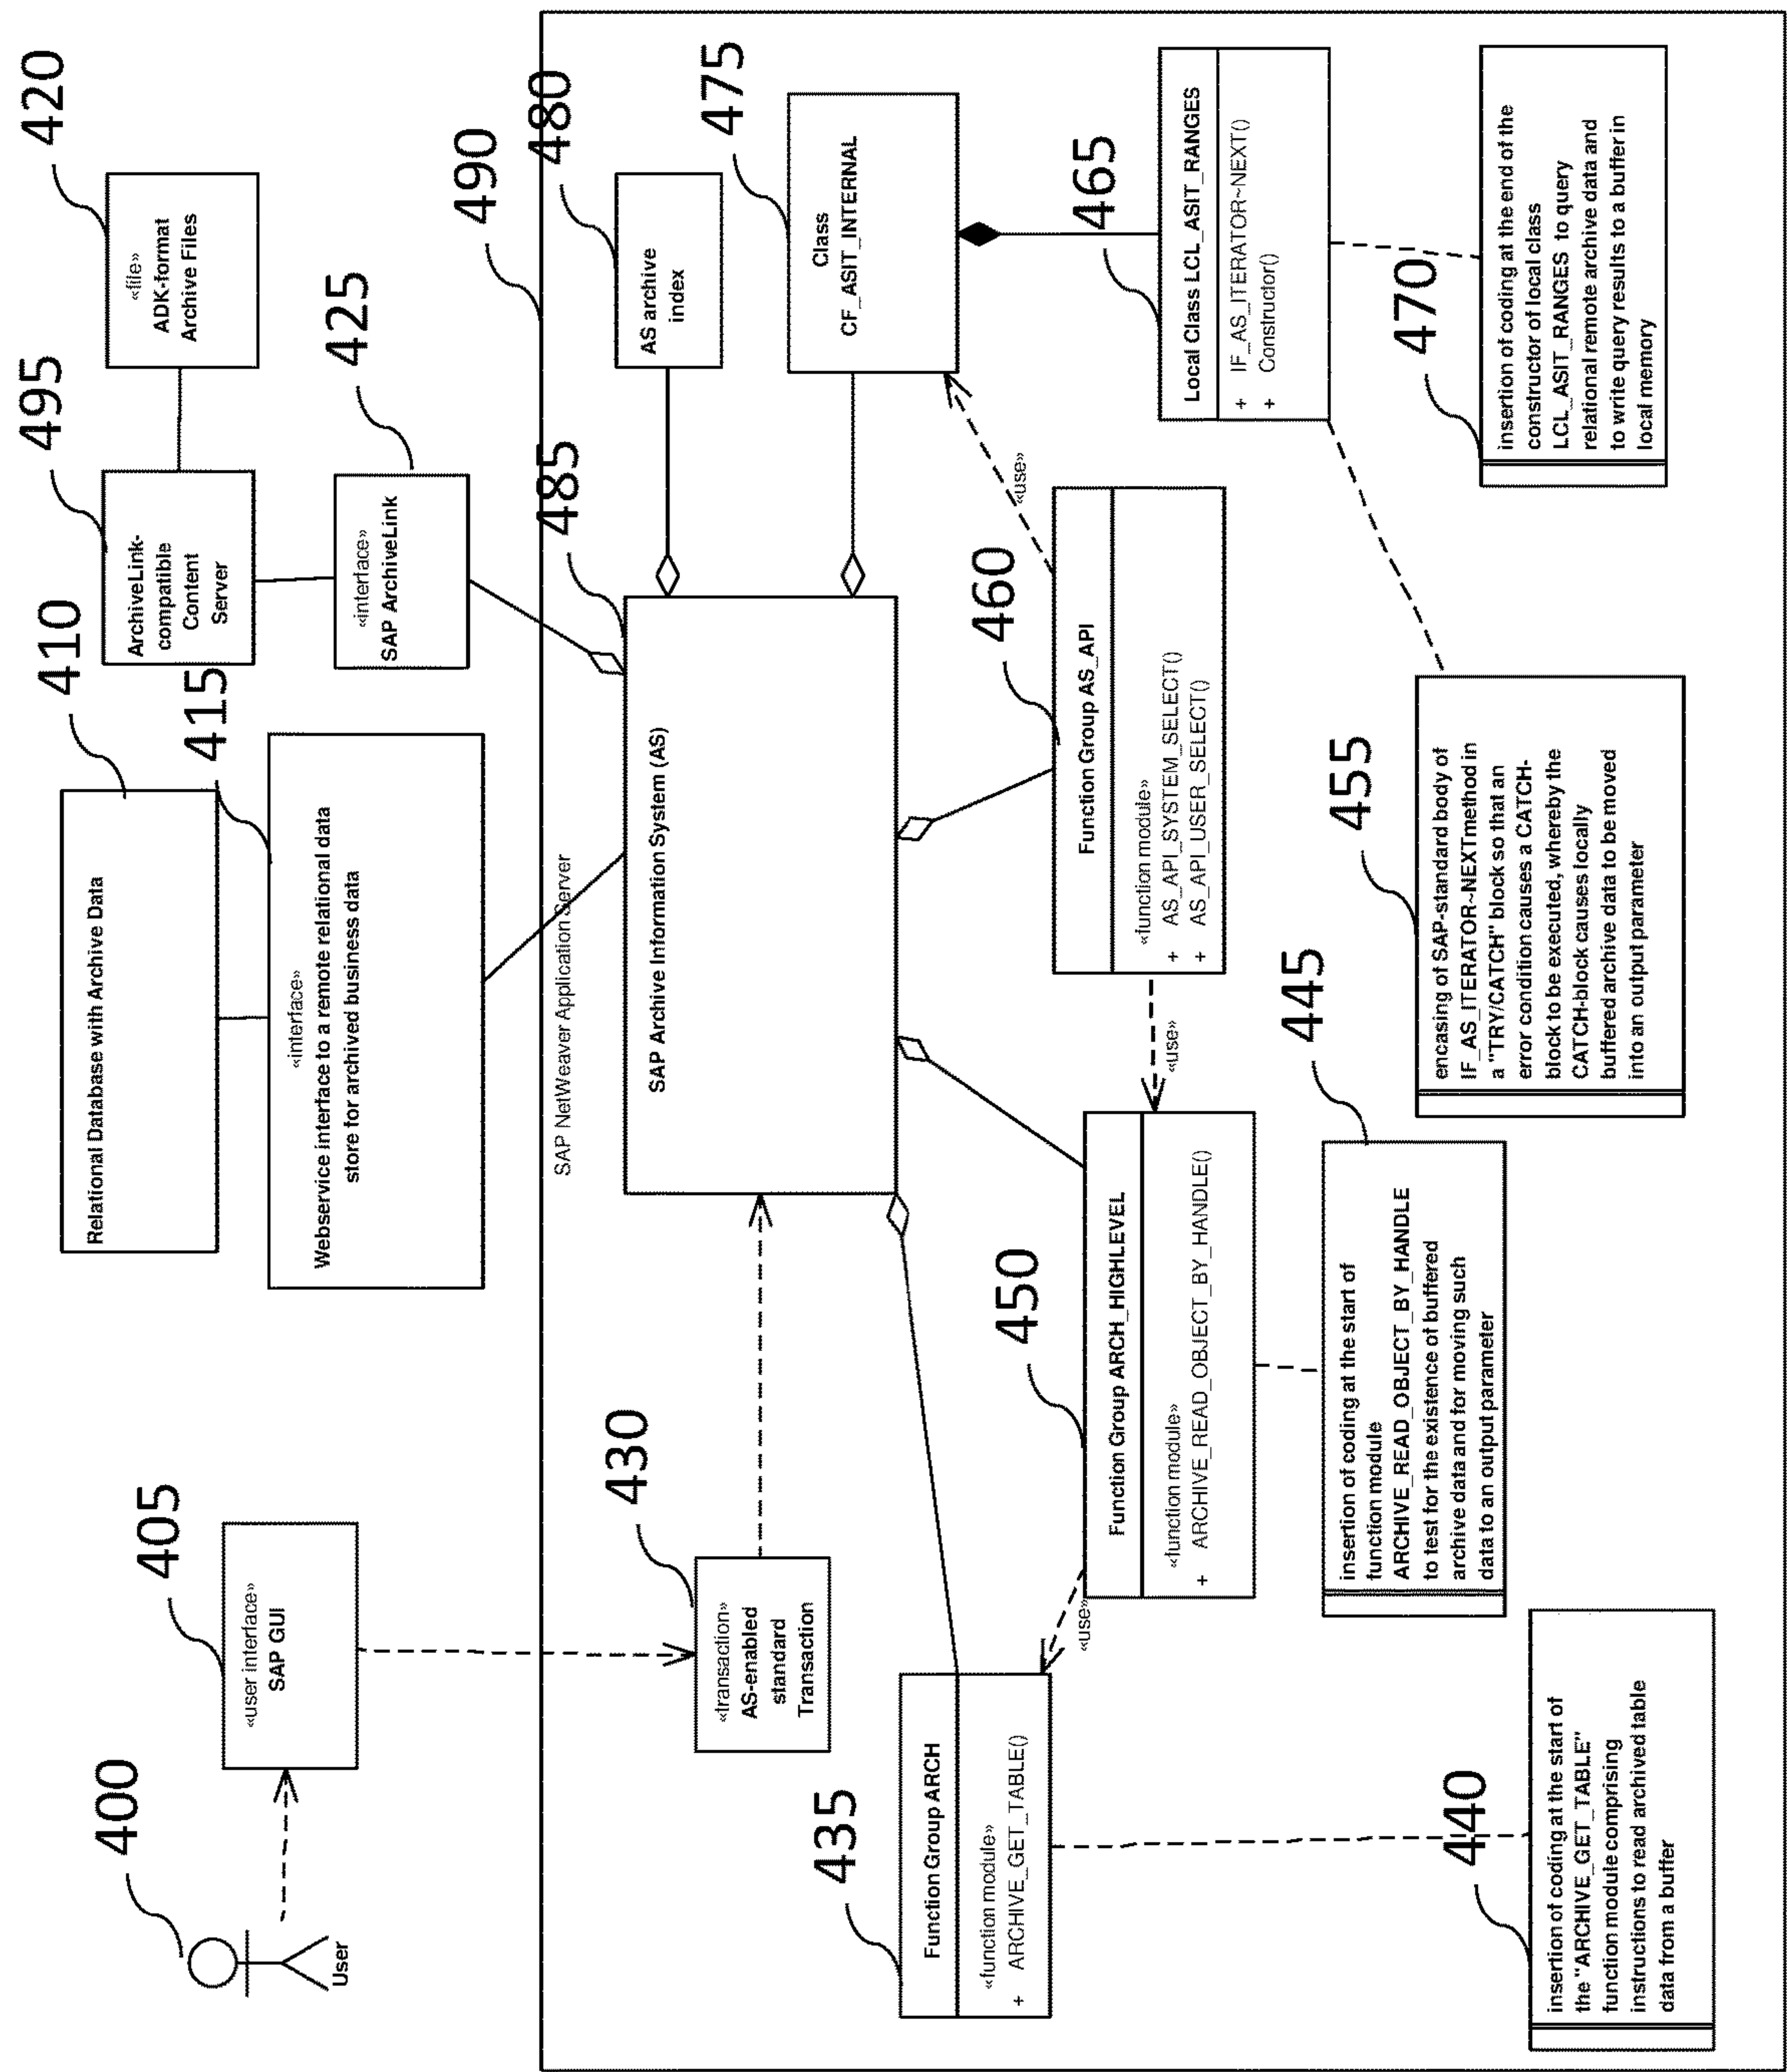 400
User
405
«user interface»
SAP GUI
410
Relational Database with Archive Data
415
«interface»
Webservice interface to a remote relational data
store for archived business data
495
ArchiveLink-
compatible
Content
Server
420
«file»
ADK-format
Archive Files
425
«interface»
SAP ArchiveLink
490
SAP NetWeaver Application Server
430
«transaction»
AS-enabled
standard
Transaction
485
SAP Archive Information System (AS)
480
AS archive
index
475
Class
CF_ASIT_INTERNAL
435
Function Group ARCH
«function module»
+ ARCHIVE_GET_TABLE()
«use»
450
Function Group ARCH_HIGHLEVEL
«function module»
+ ARCHIVE_READ_OBJECT_BY_HANDLE()
«use»
460
Function Group AS_API
«function module»
+ AS_API_SYSTEM_SELECT()
+ AS_API_USER_SELECT()
«use»
465
Local Class LCL_ASIT_RANGES
+ IF_AS_ITERATOR~NEXT()
+ Constructor()
440
insertion of coding at the start of
the "ARCHIVE_GET_TABLE"
function module comprising
instructions to read archived table
data from a buffer
445
insertion of coding at the start of
function module
ARCHIVE_READ_OBJECT_BY_HANDLE
to test for the existence of buffered
archive data and for moving such
data to an output parameter
455
encasing of SAP-standard body of
IF_AS_ITERATOR~NEXTmethod in
a "TRY/CATCH" block so that an
error condition causes a CATCH-
block to be executed, whereby the
CATCH-block causes locally
buffered archive data to be moved
into an output parameter
470
insertion of coding at the end of the
constructor of local class
LCL_ASIT_RANGES to query
relational remote archive data and
to write query results to a buffer in
local memory